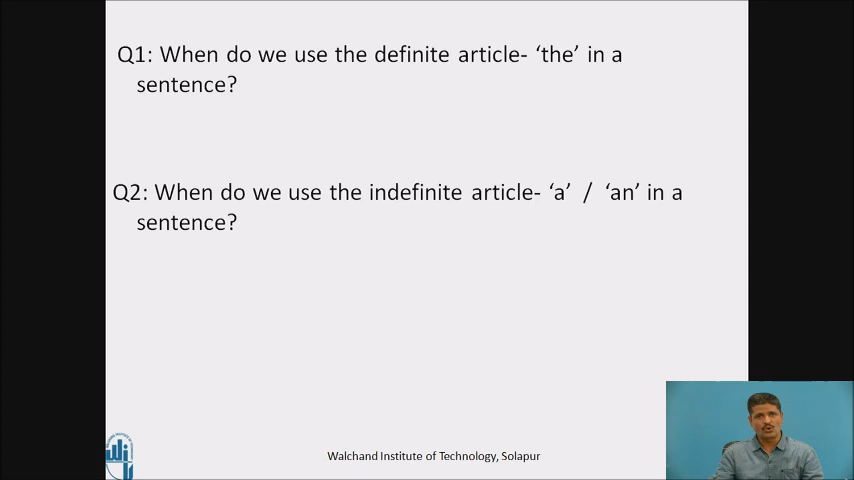 Q1: When do we use the definite article- ‘the’ in a
sentence?
Q2: When do we use the indefinite article- ‘a’ / ‘an’ in a
sentence?
Walchand Institute of Technology, Solapur